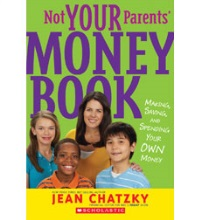 Not YOUR Parents'
MONEY
BOOK
MAKING,
SAVING,
AND
SPENDING
YOUR
OWN
MONEY
JEAN CHATZKY
SCHOLASTIC